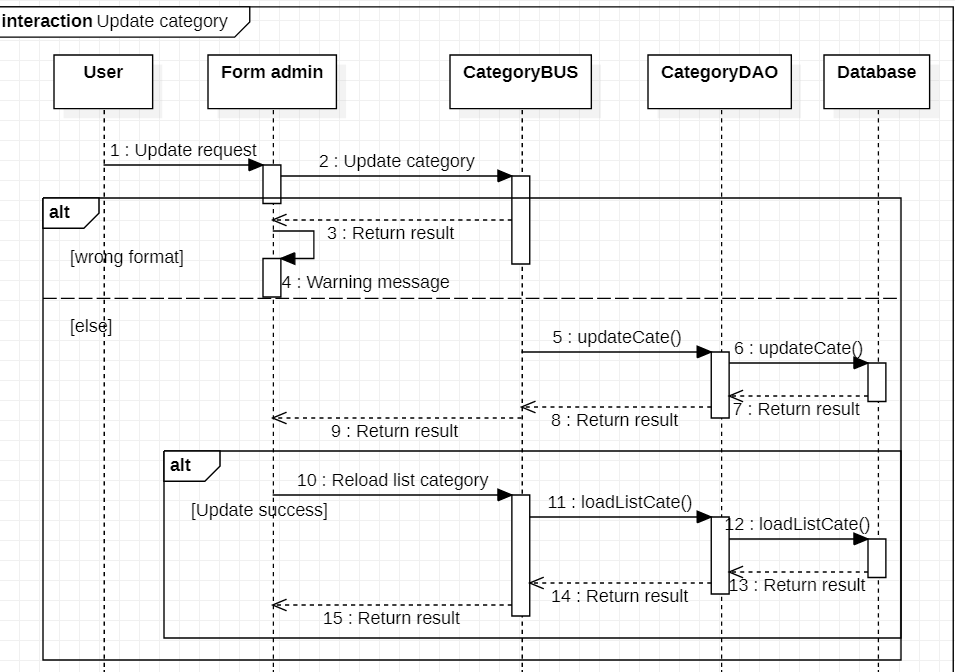 interaction Update category
User
Form admin
CategoryBUS
CategoryDAO
Database
1 : Update request
2 : Update category
alt
3 : Return result
[wrong format]
4 : Warning message
[else]
5 : updateCate()
6 : updateCate()
7 : Return result
8 : Return result
9 : Return result
alt
10 : Reload list category
[Update success]
11 : loadListCate()
12 : loadListCate()
13 : Return result
14 : Return result
15 : Return result